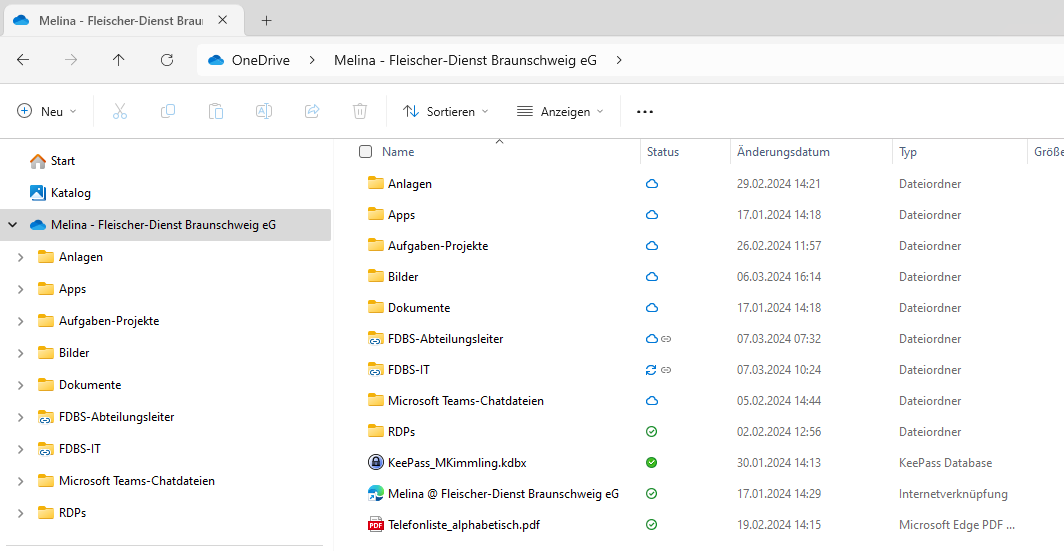 Melina - Fleischer-Dienst Braun
OneDrive > Melina - Fleischer-Dienst Braunschweig eG >
Neu Sortieren Anzeigen ...
Name Status Änderungsdatum Typ Größe
Start
Katalog
Melina - Fleischer-Dienst Braunschweig eG
Anlagen
Apps
Aufgaben-Projekte
Bilder
Dokumente
FDBS-Abteilungsleiter
FDBS-IT
Microsoft Teams-Chatdateien
RDPs
Anlagen 29.02.2024 14:21 Dateiordner
Apps 17.01.2024 14:18 Dateiordner
Aufgaben-Projekte 26.02.2024 11:57 Dateiordner
Bilder 06.03.2024 16:14 Dateiordner
Dokumente 17.01.2024 14:18 Dateiordner
FDBS-Abteilungsleiter 07.03.2024 07:32 Dateiordner
FDBS-IT 07.03.2024 10:24 Dateiordner
Microsoft Teams-Chatdateien 05.02.2024 14:44 Dateiordner
RDPs 02.02.2024 12:56 Dateiordner
KeePass_MKimmling.kdbx 30.01.2024 14:13 KeePass Database
Melina @ Fleischer-Dienst Braunschweig eG 17.01.2024 14:29 Internetverknüpfung
PDF Telefonliste_alphabetisch.pdf 19.02.2024 14:15 Microsoft Edge PDF ...